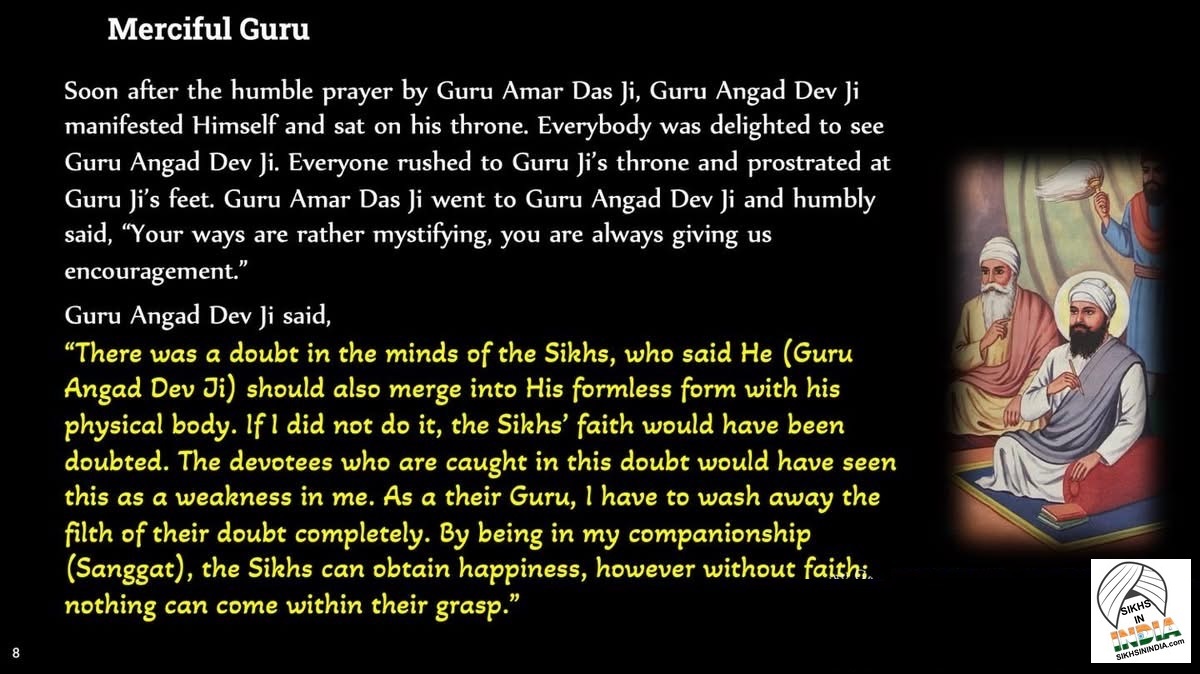 Merciful Guru
Soon after the humble prayer by Guru Amar Das Ji, Guru Angad Dev Ji
manifested Himself and sat on his throne. Everybody was delighted to see
Guru Angad Dev Ji. Everyone rushed to Guru Ji’s throne and prostrated at
Guru Ji’s feet. Guru Amar Das Ji went to Guru Angad Dev Ji and humbly
said, “Your ways are rather mystifying, you are always giving us
encouragement.”
Guru Angad Dev Ji said,
“There was a doubt in the minds of the Sikhs, who said He (Guru
Angad Dev Ji) should also merge into His formless form with his
physical body. If I did not do it, the Sikhs’ faith would have been
doubted. The devotees who are caught in this doubt would have seen
this as a weakness in me. As a their Guru, I have to wash away the
filth of their doubt completely. By being in my companionship
(Sanggat), the Sikhs can obtain happiness, however without faith,
nothing can come within their grasp.”
8
SIKHS
IN
INDIA
SIKHSININDIA.com